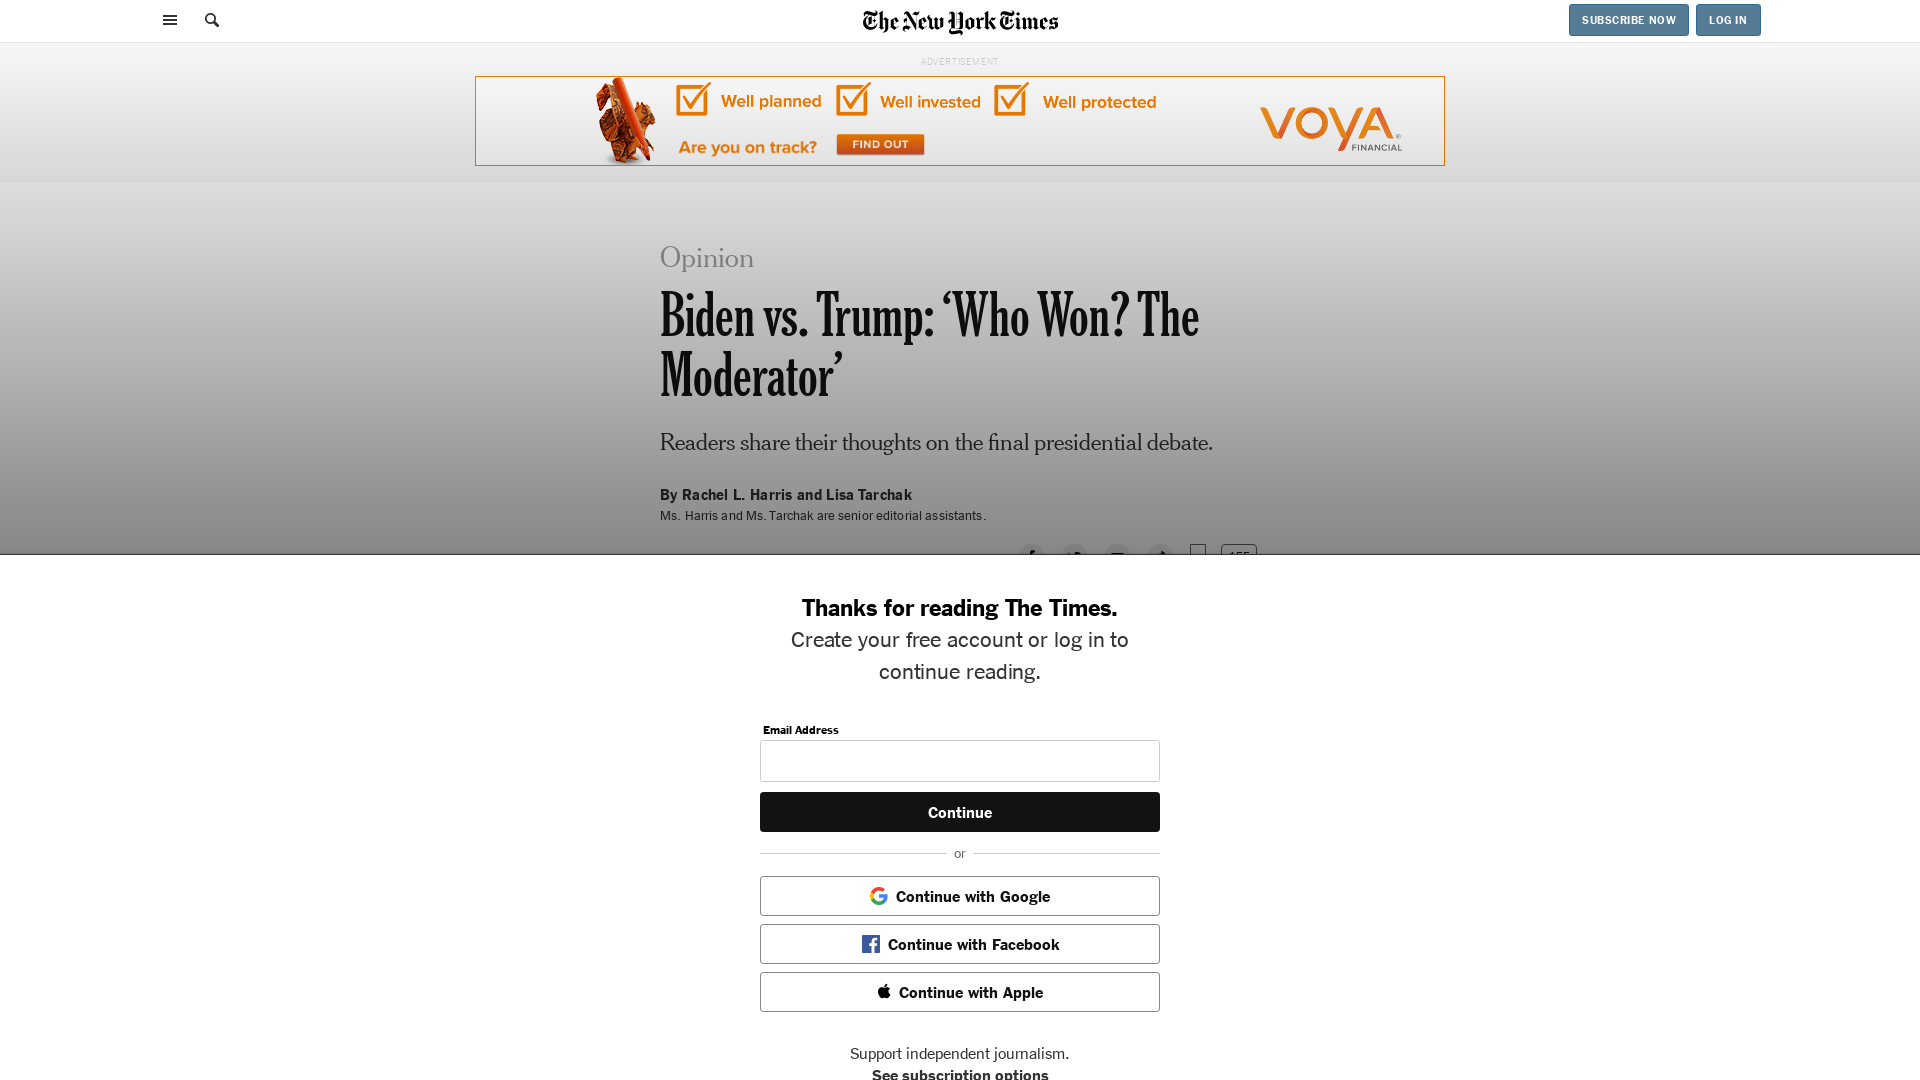 The New York Times
SUBSCRIBE NOW
LOG IN
ADVERTISEMENT
Well planned
Well invested
Well protected
Are you on track?
FIND OUT
VOYA
FINANCIAL
Opinion
Biden vs. Trump: ‘Who Won? The
Moderator’
Readers share their thoughts on the final presidential debate.
By Rachel L. Harris and Lisa Tarchak
Ms. Harris and Ms. Tarchak are senior editorial assistants.
Thanks for reading The Times.
Create your free account or log in to
continue reading.
Email Address
Continue
or
Continue with Google
Continue with Facebook
Continue with Apple
Support independent journalism.
See subscription options